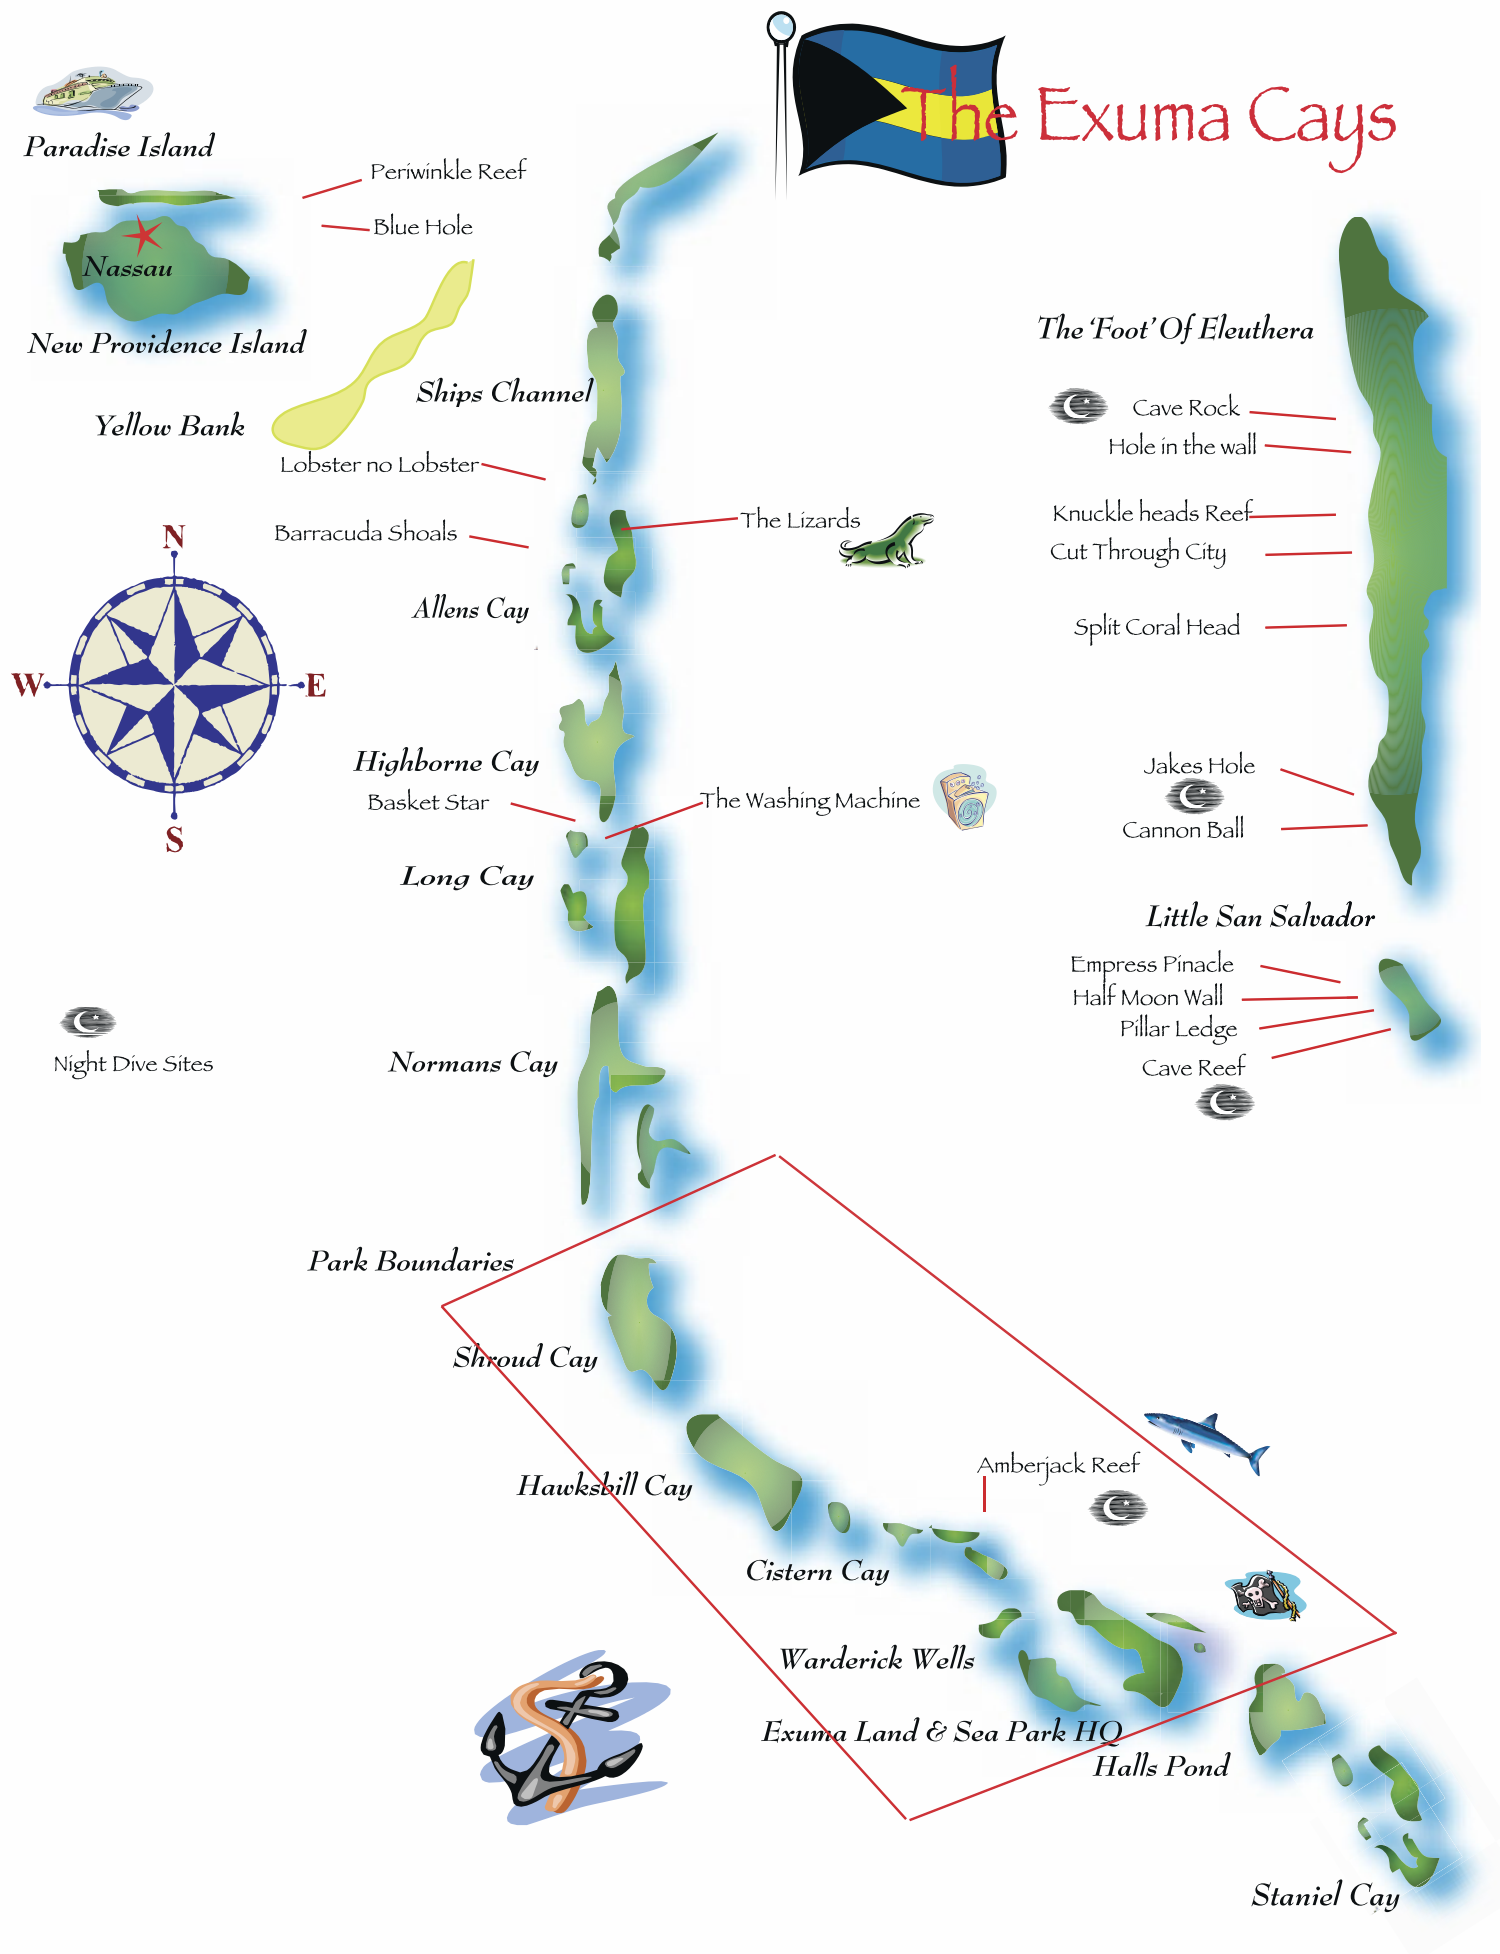 The Exuma Cays
Paradise Island
Periwinkle Reef
Blue Hole
Nassau
New Providence Island
The ‘Foot’ Of Eleuthera
Ships Channel
Yellow Bank
Cave Rock
Hole in the wall
Lobster no Lobster
Knuckle heads Reef
The Lizards
Barracuda Shoals
Cut Through City
N
Allens Cay
Split Coral Head
W
E
Highborne Cay
Jakes Hole
Basket Star
The Washing Machine
Cannon Ball
S
Long Cay
Little San Salvador
Empress Pinacle
Half Moon Wall
Pillar Ledge
Night Dive Sites
Normans Cay
Cave Reef
Park Boundaries
Shroud Cay
Amberjack Reef
Hawksbill Cay
Cistern Cay
Warderick Wells
Exuma Land & Sea Park HQ
Halls Pond
Staniel Cay